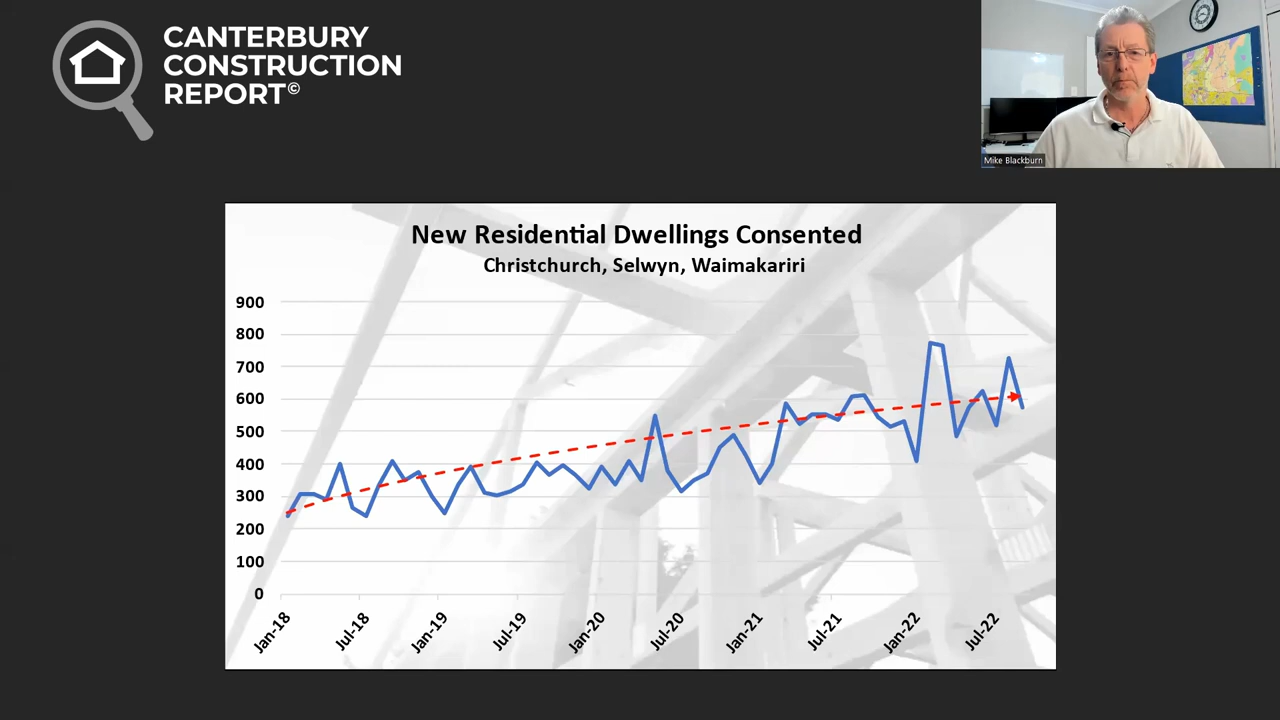 CANTERBURY
CONSTRUCTION
REPORT©
Mike Blackburn
New Residential Dwellings Consented
Christchurch, Selwyn, Waimakariri
900
800
700
600
500
400
300
200
100
0
Jan-18
Jul-18
Jan-19
Jul-19
Jan-20
Jul-20
Jan-21
Jul-21
Jan-22
Jul-22